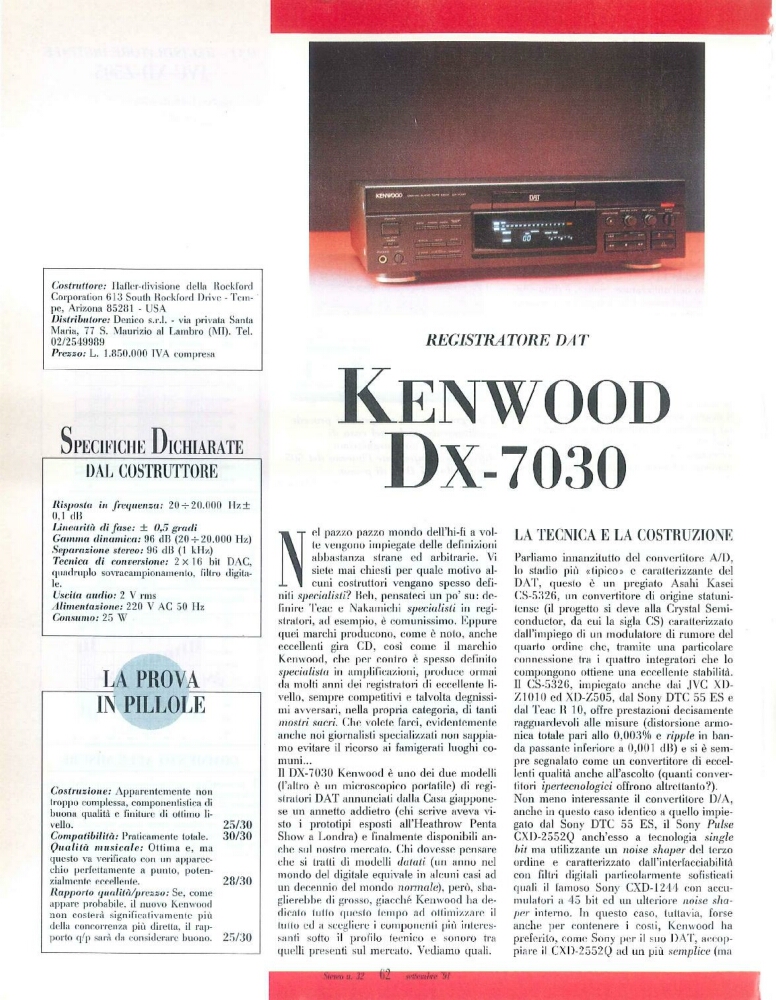 KENWOOD
DAT
Costruttore: Hafler-divisione della Rockford
Corporation 613 South Rockford Drive - Tem-
pe, Arizona 85281 - USA
Distributore: Denico s.r.l. - via privata Santa
Maria, 77 S. Maurizio al Lambro (MI). Tel.
02/2549989
Prezzo: L. 1.850.000 IVA compresa
SPECIFICHE DICHIARATE
DAL COSTRUTTORE
Risposta in frequenza: 20÷20.000 Hz±
0,1 dB
Linearità di fase: ± 0,5 gradi
Gamma dinamica: 96 dB (20÷20.000 Hz)
Separazione stereo: 96 dB (1 kHz)
Tecnica di conversione: 2×16 bit DAC,
quadruplo sovracampionamento, filtro digita-
le.
Uscita audio: 2 V rms
Alimentazione: 220 V AC 50 Hz
Consumo: 25 W
LA PROVA
IN PILLOLE
Costruzione: Apparentemente non
troppo complessa, componentistica di
buona qualità e finiture di ottimo li-
vello. 25/30
Compatibilità: Praticamente totale. 30/30
Qualità musicale: Ottima e, ma
questo va verificato con un apparec-
chio perfettamente a punto, poten-
zialmente eccellente. 28/30
Rapporto qualità/prezzo: Se, come
appare probabile, il nuovo Kenwood
non costerà significativamente più
della concorrenza più diretta, il rap-
porto q/p sarà da considerare buono. 25/30
REGISTRATORE DAT
KENWOOD
DX-7030
Nel pazzo pazzo mondo dell'hi-fi a vol-
te vengono impiegate delle definizioni
abbastanza strane ed arbitrarie. Vi
siete mai chiesti per quale motivo al-
cuni costruttori vengano spesso defi-
niti specialisti? Beh, pensateci un po' su: de-
finire Teac e Nakamichi specialisti in regi-
stratori, ad esempio, è comunissimo. Eppure
quei marchi producono, come è noto, anche
eccellenti gira CD, così come il marchio
Kenwood, che per contro è spesso definito
specialista in amplificazioni, produce ormai
da molti anni dei registratori di eccellente li-
vello, sempre competitivi e talvolta degnissi-
mi avversari, nella propria categoria, di tanti
mostri sacri. Che volete farci, evidentemente
anche noi giornalisti specializzati non sappia-
mo evitare il ricorso ai famigerati luoghi co-
muni...
Il DX-7030 Kenwood è uno dei due modelli
(l'altro è un microscopico portatile) di regi-
stratori DAT annunciati dalla Casa giappone-
se un annetto addietro (chi scrive aveva vi-
sto i prototipi esposti all'Heathrow Penta
Show a Londra) e finalmente disponibili an-
che sul nostro mercato. Chi dovesse pensare
che si tratti di modelli datati (un anno nel
mondo del digitale equivale in alcuni casi ad
un decennio del mondo normale), però, sba-
glierebbe di grosso, giacché Kenwood ha de-
dicato tutto questo tempo ad ottimizzare il
tutto ed a scegliere i componenti più interes-
santi sotto il profilo tecnico e sonoro tra
quelli presenti sul mercato. Vediamo quali.
LA TECNICA E LA COSTRUZIONE
Parliamo innanzitutto del convertitore A/D,
lo stadio più «tipico» e caratterizzante del
DAT, questo è un pregiato Asahi Kasei
CS-5326, un convertitore di origine statuni-
tense (il progetto si deve alla Crystal Semi-
conductor, da cui la sigla CS) caratterizzato
dall'impiego di un modulatore di rumore del
quarto ordine che, tramite una particolare
connessione tra i quattro integratori che lo
compongono ottiene una eccellente stabilità.
Il CS-5326, impiegato anche dai JVC XD-
Z1010 ed XD-Z505, dal Sony DTC 55 ES e
dal Teac R 10, offre prestazioni decisamente
ragguardevoli alle misure (distorsione armo-
nica totale pari allo 0,003% e ripple in ban-
da passante inferiore a 0,001 dB) e si è sem-
pre segnalato come un convertitore di eccel-
lenti qualità anche all'ascolto (quanti conver-
titori ipertecnologici offrono altrettanto?).
Non meno interessante il convertitore D/A,
anche in questo caso identico a quello impie-
gato dal Sony DTC 55 ES, il Sony Pulse
CXD-2552Q anch'esso a tecnologia single
bit ma utilizzante un noise shaper del terzo
ordine e caratterizzato dall'interfacciabilità
con filtri digitali particolarmente sofisticati
quali il famoso Sony CXD-1244 con accu-
mulatori a 45 bit ed un ulteriore noise sha-
per interno. In questo caso, tuttavia, forse
anche per contenere i costi, Kenwood ha
preferito, come Sony per il suo DAT, accop-
piare il CXD-2552Q ad un più semplice (ma
Suono n. 32 62 settembre '91